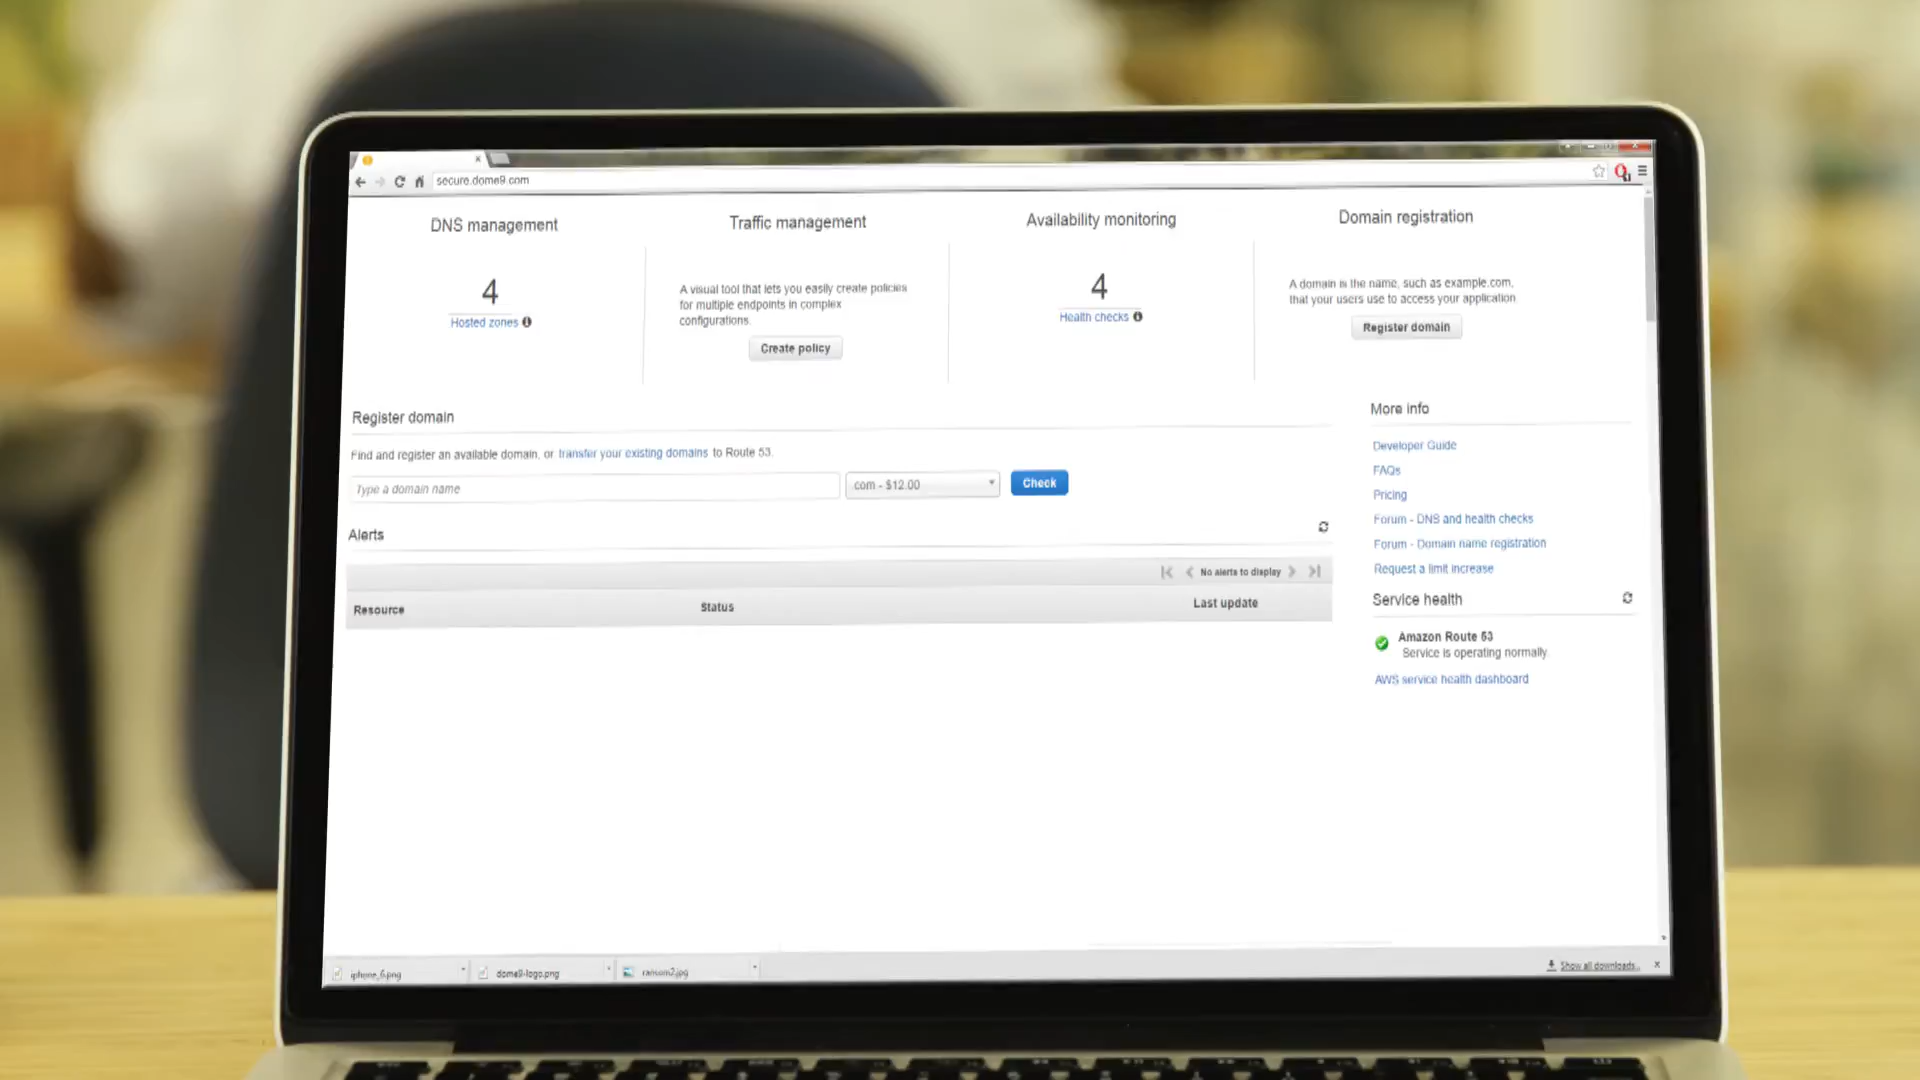 secure.dome9.com
DNS management
4
Hosted zones
Traffic management
A visual tool that lets you easily create policies
for multiple endpoints in complex
configurations.
Create policy
Availability monitoring
4
Health checks
Domain registration
A domain is the name, such as example.com,
that your users use to access your application
Register domain
Register domain
Find and register an available domain, or transfer your existing domains to Route 53.
Type a domain name
com - $12.00
Check
Alerts
No alerts to display
Resource Status Last update
More info
Developer Guide
FAQs
Pricing
Forum - DNS and health checks
Forum - Domain name registration
Request a limit increase
Service health
Amazon Route 53
Service is operating normally.
AWS service health dashboard
iphone_6.png
dome9-logo.png
ransom2.jpg
Show all downloads...